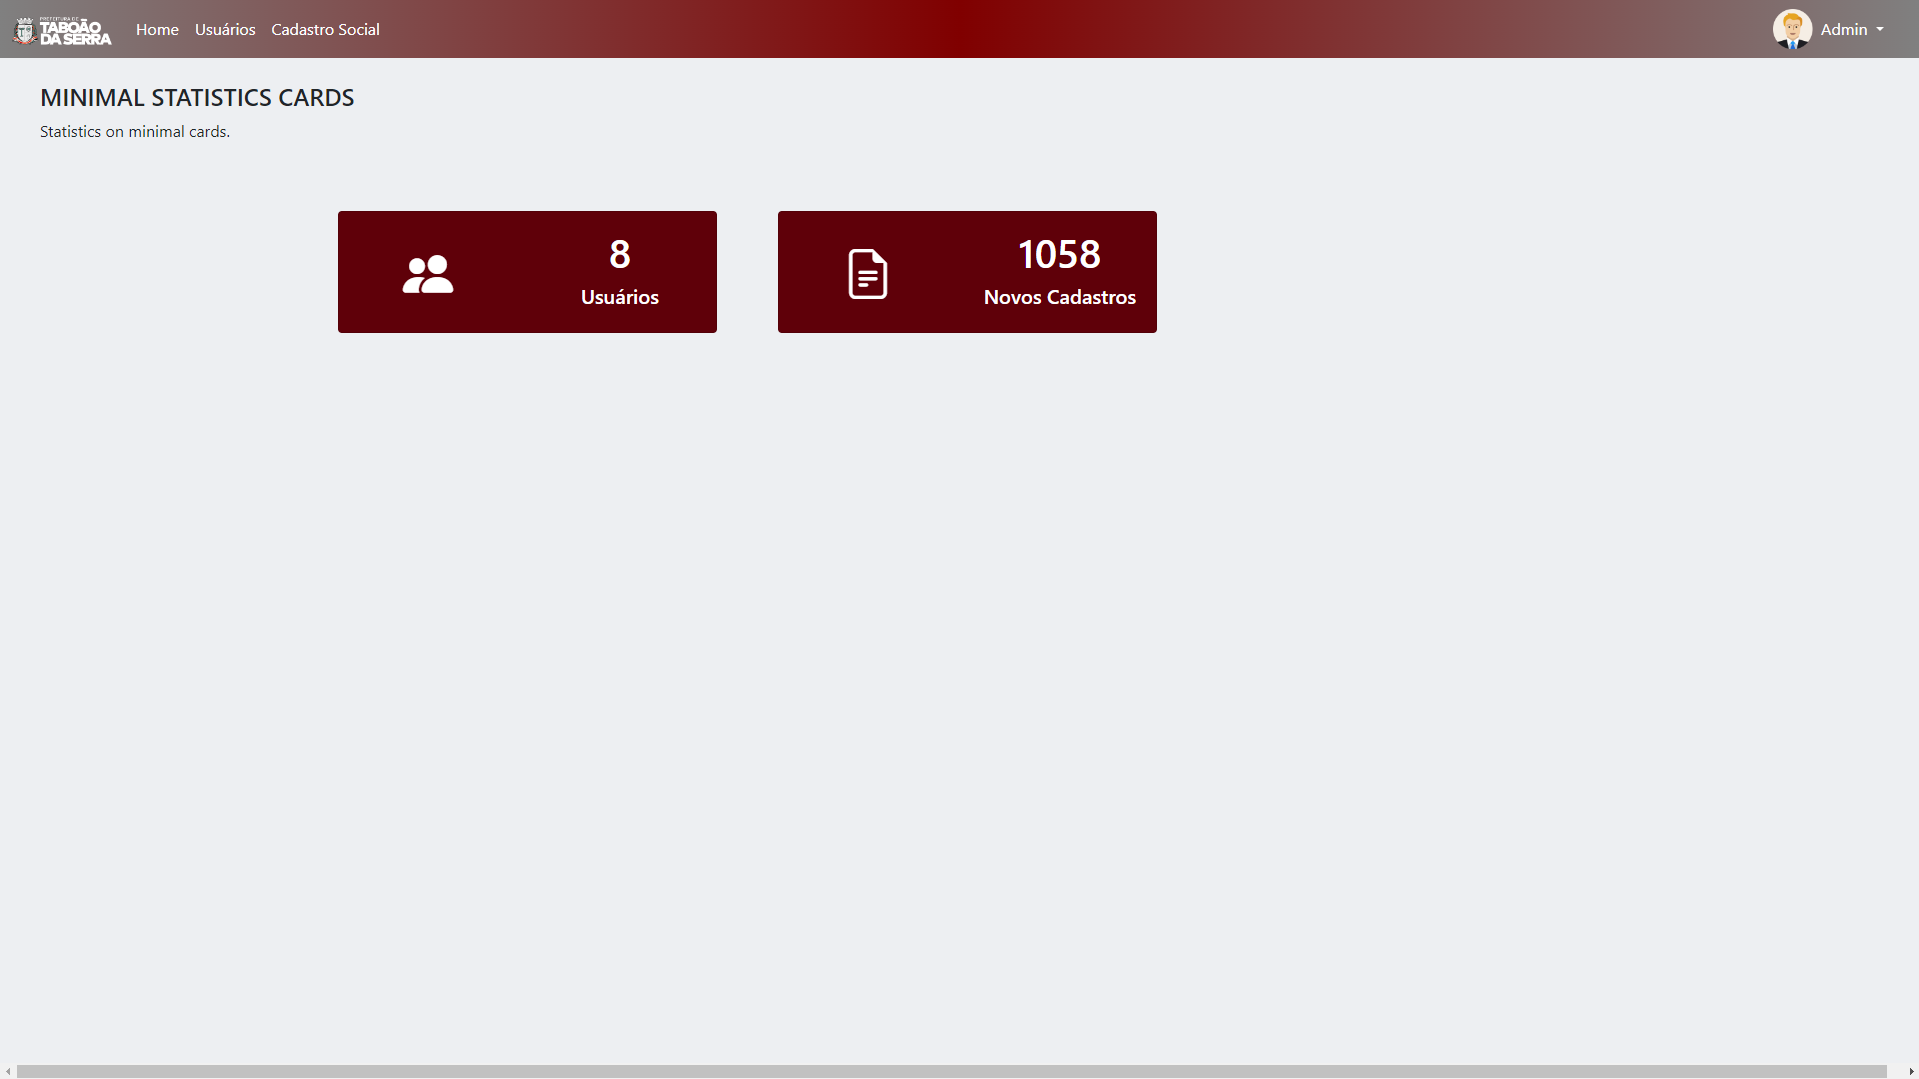 PREFEITURA DE
TABOÃO
DA SERRA
Home
Usuários
Cadastro Social
Admin
MINIMAL STATISTICS CARDS
Statistics on minimal cards.
8
Usuários
1058
Novos Cadastros